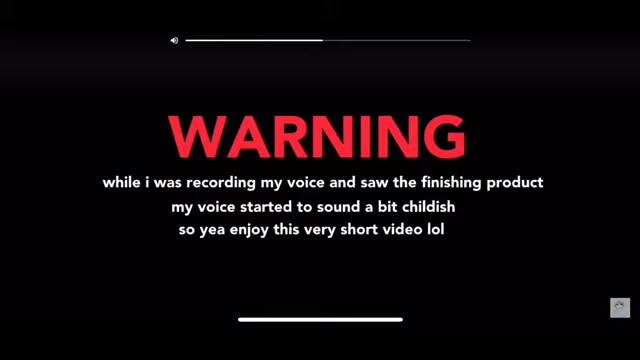 WARNING
while i was recording my voice and saw the finishing product
my voice started to sound a bit childish
so yea enjoy this very short video lol